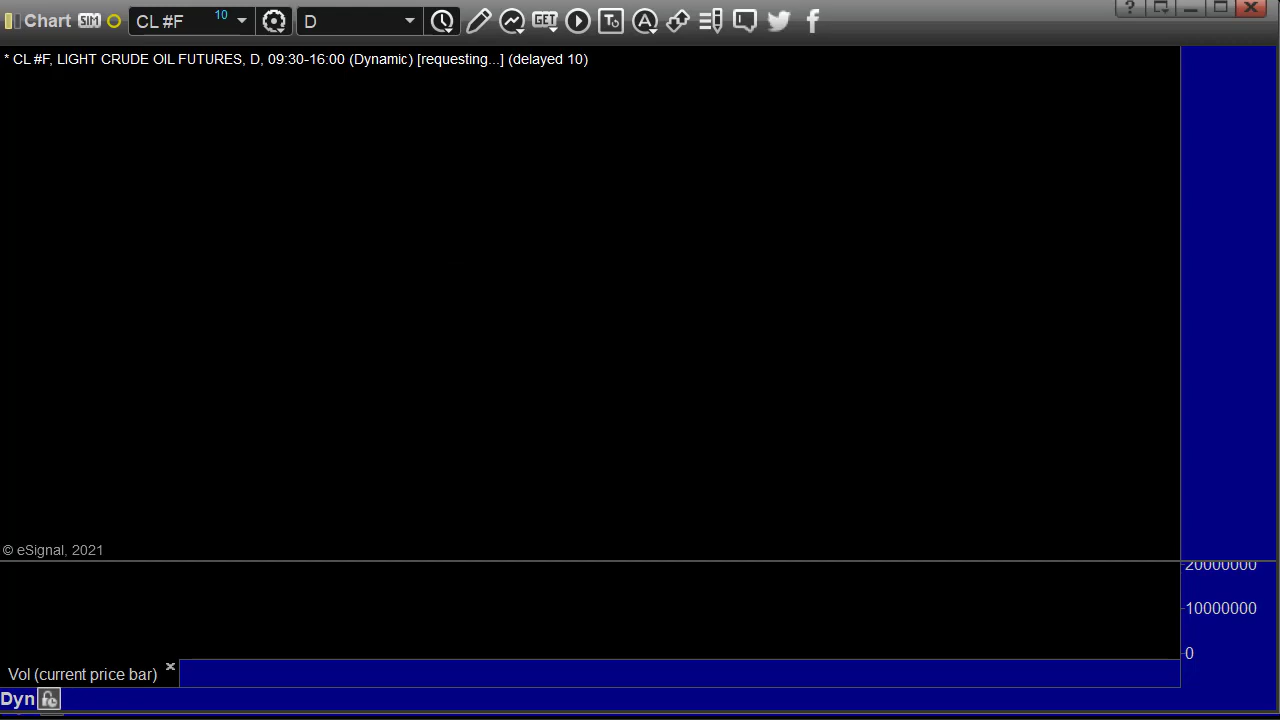 Chart SIM CL #F 10 D GET T A ?
* CL #F, LIGHT CRUDE OIL FUTURES, D, 09:30-16:00 (Dynamic) [requesting...] (delayed 10)
© eSignal, 2021
20000000
10000000
0
Vol (current price bar) ×
Dyn